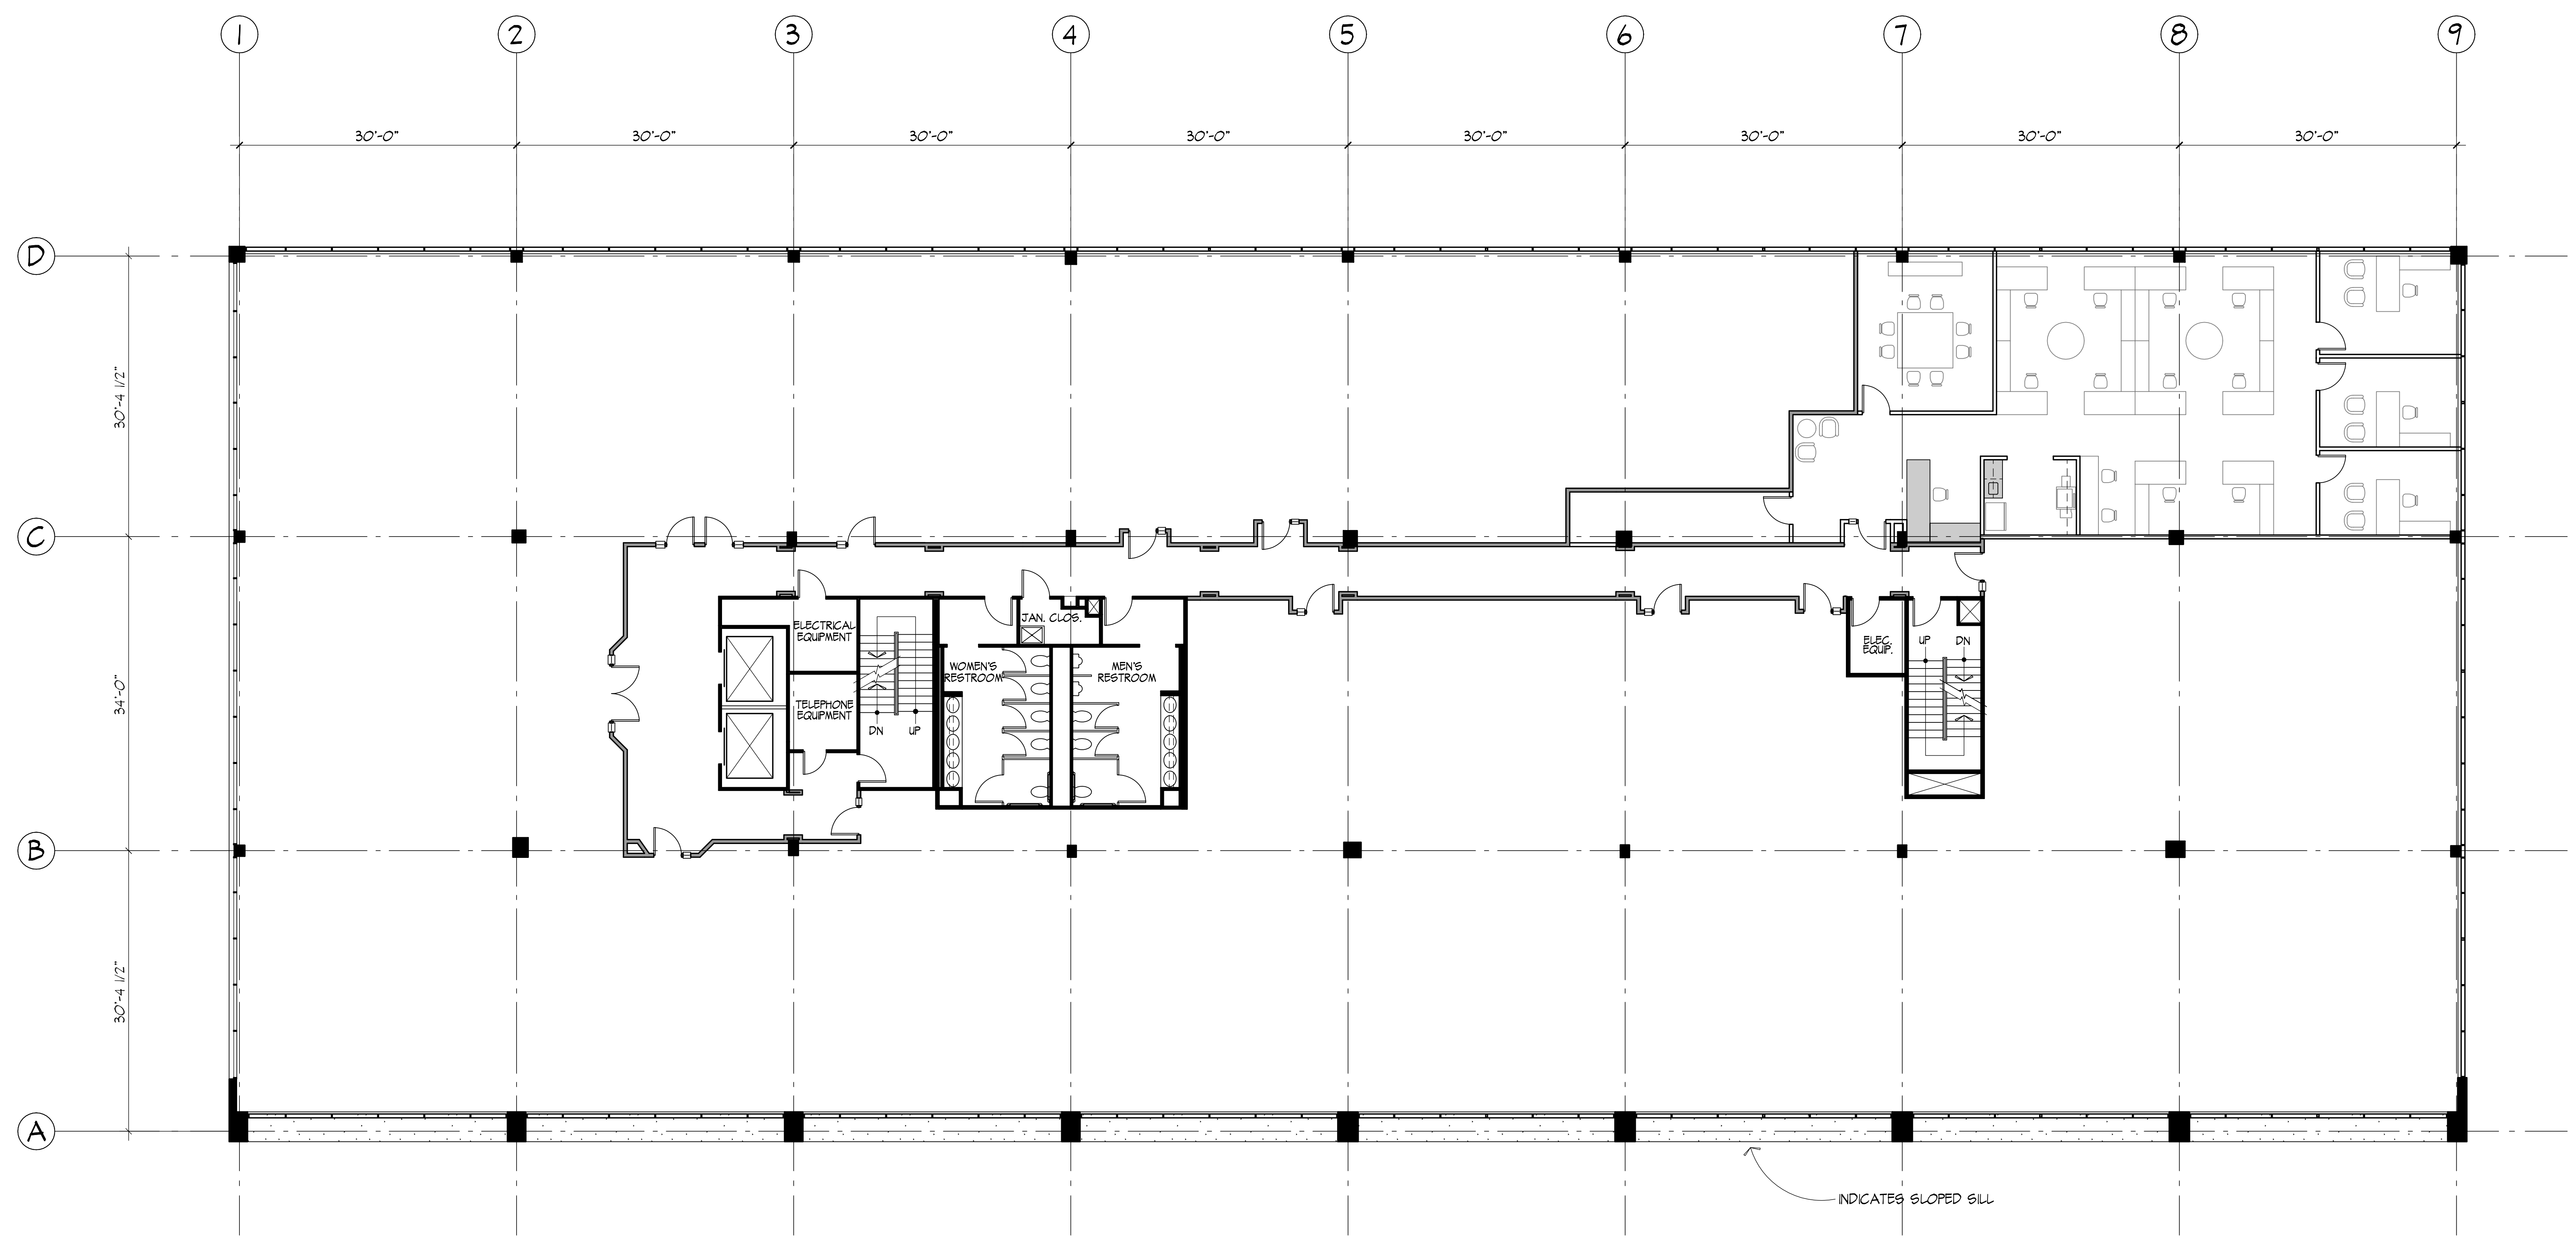 1 2 3 4 5 6 7 8 9
30'-0" 30'-0" 30'-0" 30'-0" 30'-0" 30'-0" 30'-0" 30'-0"
D
30'-4 1/2"
C
34'-0"
B
30'-4 1/2"
A
ELECTRICAL
EQUIPMENT
TELEPHONE
EQUIPMENT
DN UP
JAN. CLOS.
WOMEN'S
RESTROOM
MEN'S
RESTROOM
ELEC.
EQUIP.
UP DN
INDICATES SLOPED SILL